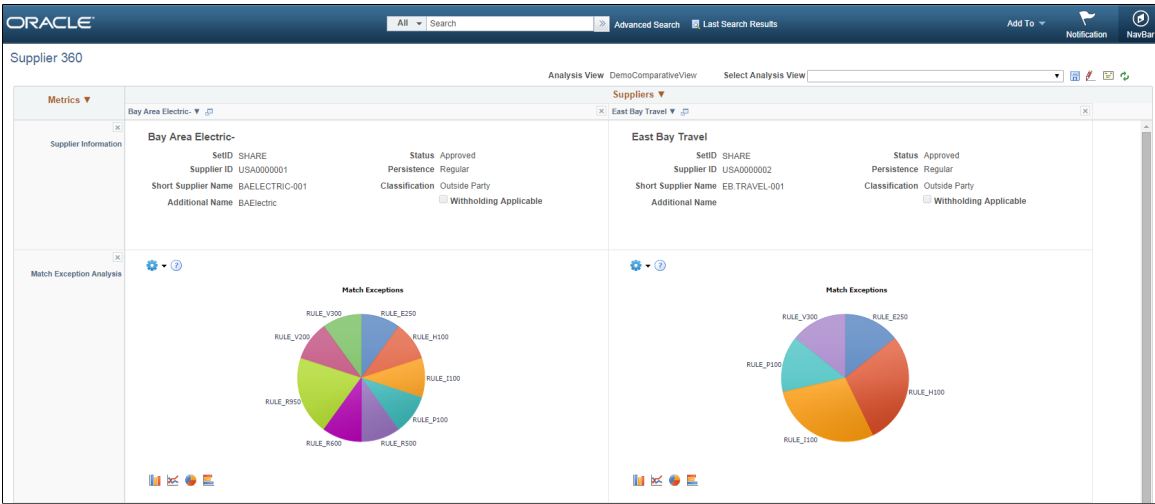 ORACLE
All Search Advanced Search Last Search Results Add To Notification NavBar
Supplier 360
Analysis View DemoComparativeView Select Analysis View
Metrics Suppliers
Bay Area Electric- East Bay Travel
Supplier Information
Bay Area Electric-
SetID SHARE Status Approved
Supplier ID USA0000001 Persistence Regular
Short Supplier Name BAELECTRIC-001 Classification Outside Party
Additional Name BAElectric Withholding Applicable
East Bay Travel
SetID SHARE Status Approved
Supplier ID USA0000002 Persistence Regular
Short Supplier Name EB.TRAVEL-001 Classification Outside Party
Additional Name Withholding Applicable
Match Exception Analysis
Match Exceptions
RULE_V300 RULE_E250
RULE_V200 RULE_H100
RULE_I100
RULE_R950
RULE_P100
RULE_R600 RULE_R500
Match Exceptions
RULE_V300 RULE_E250
RULE_P100
RULE_H100
RULE_I100